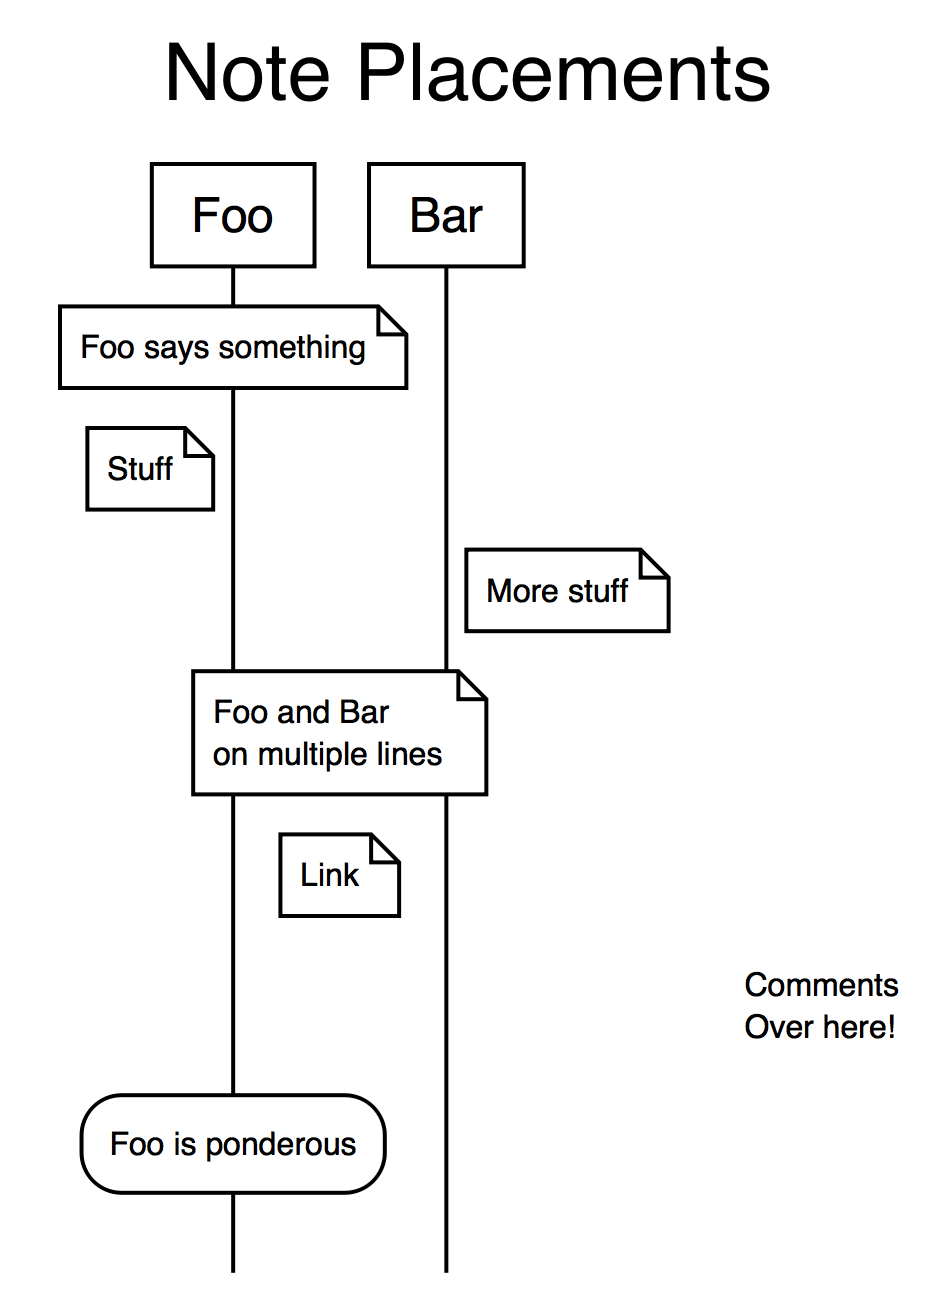 Note Placements
Foo
Bar
Foo says something
Stuff
More stuff
Foo and Bar
on multiple lines
Link
Comments
Over here!
Foo is ponderous